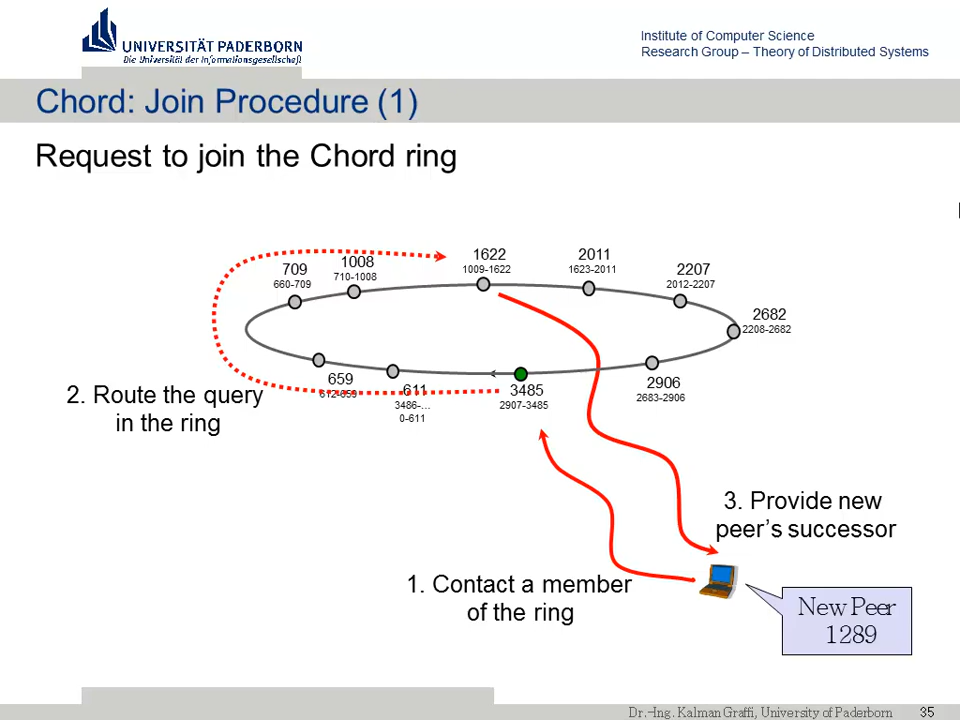 UNIVERSITÄT PADERBORN
Die Universität der Informationsgesellschaft
Institute of Computer Science
Research Group – Theory of Distributed Systems
Chord: Join Procedure (1)
Request to join the Chord ring
709
660-709
1008
710-1008
1622
1009-1622
2011
1623-2011
2207
2012-2207
2682
2208-2682
659
612-659
611
3486-...
0-611
3485
2907-3485
2906
2683-2906
2. Route the query
in the ring
3. Provide new
peer's successor
1. Contact a member
of the ring
New Peer
1289
Dr.-Ing. Kalman Graffi, University of Paderborn
35